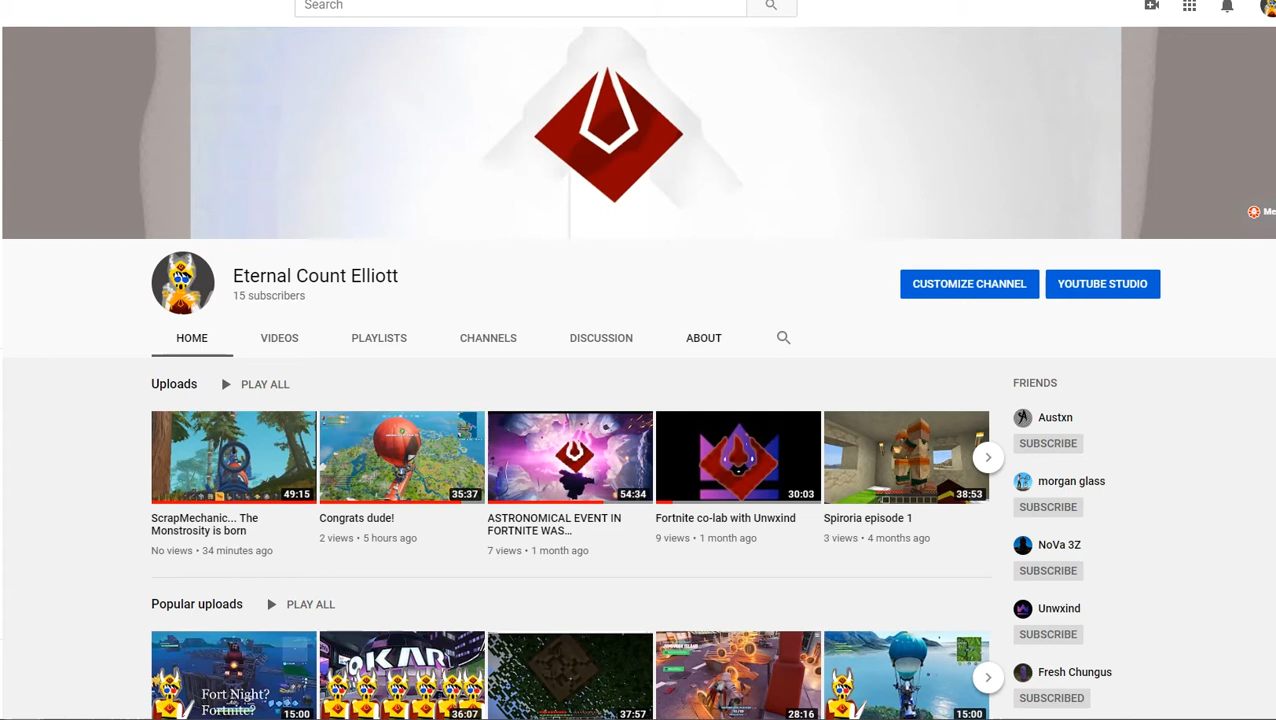 Search
Me
Eternal Count Elliott
15 subscribers
CUSTOMIZE CHANNEL
YOUTUBE STUDIO
HOME
VIDEOS
PLAYLISTS
CHANNELS
DISCUSSION
ABOUT
Uploads
PLAY ALL
49:15
35:37
54:34
30:03
38:53
ScrapMechanic... The
Monstrosity is born
No views • 34 minutes ago
Congrats dude!
2 views • 5 hours ago
ASTRONOMICAL EVENT IN
FORTNITE WAS...
7 views • 1 month ago
Fortnite co-lab with Unwxind
9 views • 1 month ago
Spiroria episode 1
3 views • 4 months ago
Popular uploads
PLAY ALL
Fort Night?
Fortnite?
15:00
36:07
37:57
28:16
15:00
FRIENDS
Austxn
SUBSCRIBE
morgan glass
SUBSCRIBE
NoVa 3Z
SUBSCRIBE
Unwxind
SUBSCRIBE
Fresh Chungus
SUBSCRIBED